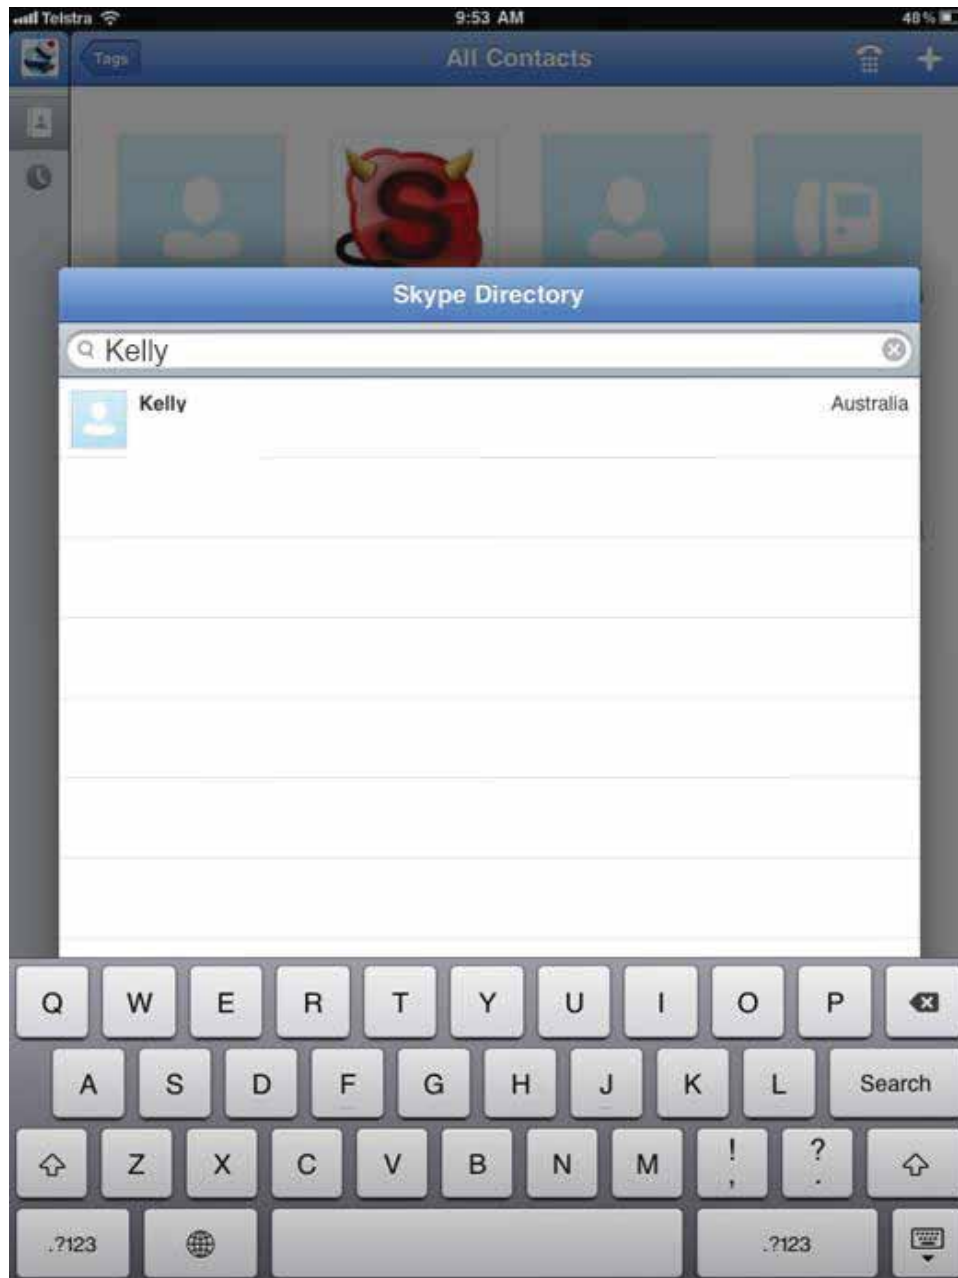 Telstra 9:53 AM 48%
Tags All Contacts
S
Skype Directory
Kelly
Kelly Australia
Q W E R T Y U I O P
A S D F G H J K L Search
Z X C V B N M ! , ? .
.?123 .?123